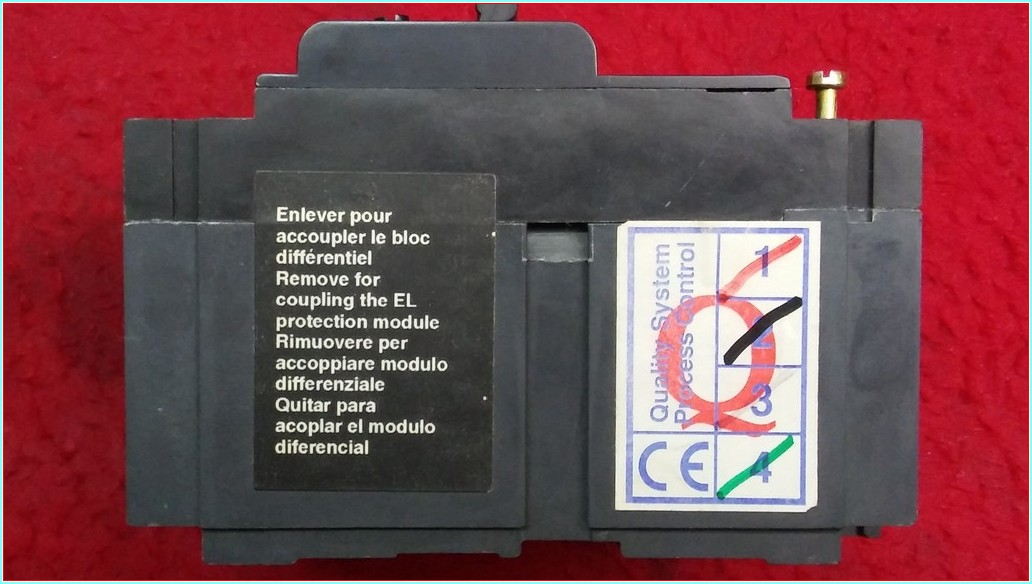 Enlever pour
accoupler le bloc
différentiel
Remove for
coupling the EL
protection module
Rimuovere per
accoppiare modulo
differenziale
Quitar para
acoplar el modulo
diferencial
Quality System
Process Control
Q
1
2
3
4
CE